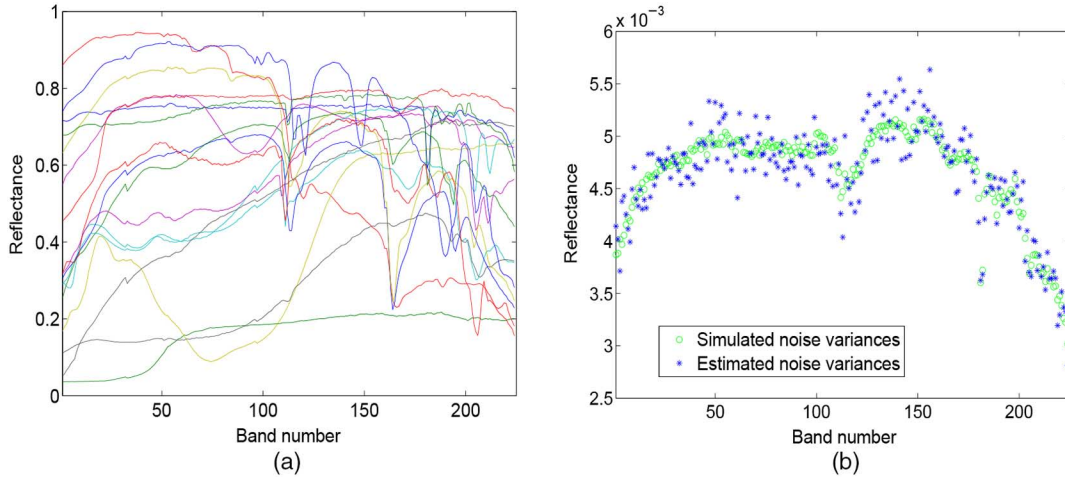 1
0.8
0.6
0.4
0.2
0
50
100
150
200
Reflectance
Band number
(a)
6 × 10⁻³
5.5
5
4.5
4
3.5
3
2.5
50
100
150
200
Reflectance
Simulated noise variances
Estimated noise variances
Band number
(b)